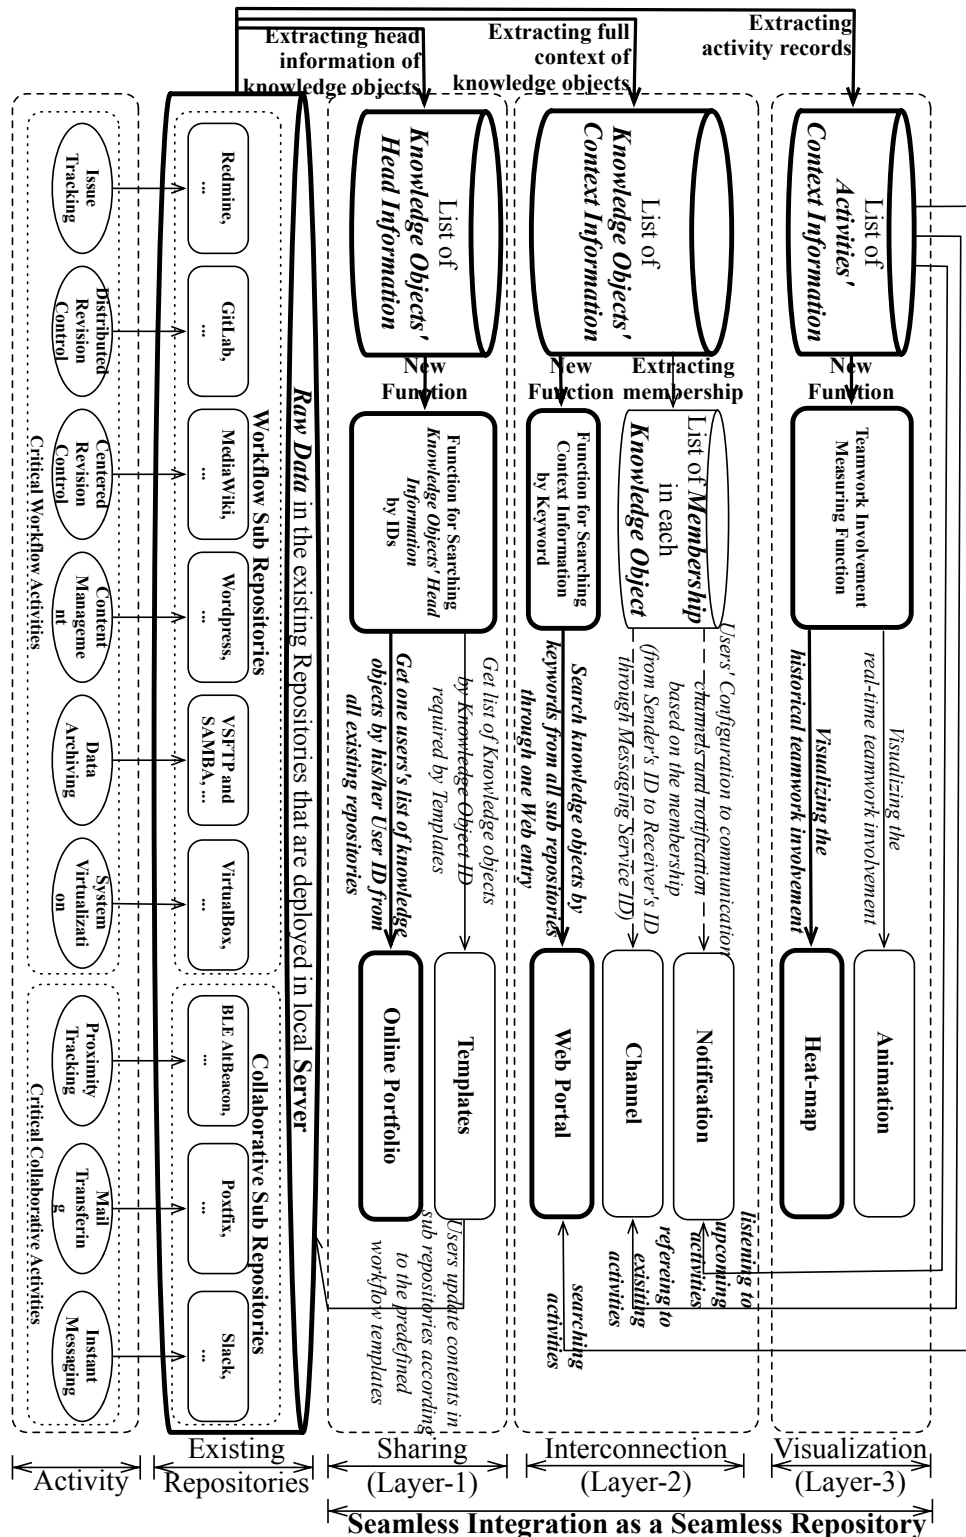 Extracting head
information of
knowledge objects
Extracting full
context of
knowledge objects
Extracting
activity records
Issue
Tracking
Distributed
Revision
Control
Centered
Revision
Control
Content
Manageme
nt
Data
Archiving
System
Virtualizati
on
Critical Workflow Activities
Proximity
Tracking
Mail
Transferin
g
Instant
Messaging
Critical Collaborative Activities
Redmine,
...
GitLab,
...
MediaWiki,
...
Wordpress,
...
VSFTP and
SAMBA, ...
VirtualBox,
...
Workflow Sub Repositories
BLE AltBeacon,
...
Poxtfix,
...
Slack,
...
Collaborative Sub Repositories
Raw Data in the existing Repositories that are deployed in local Server
List of
Knowledge Objects'
Head Information
New
Function
Function for Searching
Knowledge Objects' Head
Information
by IDs
Get list of Knowledge objects
by Knowledge Object ID
required by Templates
Get one users's list of knowledge
objects by his/her User ID from
all existing repositories
Templates
Online Portfolio
Users update contents in
sub repositories according
to the predefined
workflow templates
List of
Knowledge Objects'
Context Information
New
Function
Extracting
membership
Function for Searching
Context Information
by Keyword
List of Membership
in each
Knowledge Object
Users' Configuration to communication
channels and notification
based on the membership
(from Sender's ID to Receiver's ID
through Messaging Service ID)
Search knowledge objects by
keywords from all sub repositories
through one Web entry
Notification
Channel
Web Portal
listening to
upcoming
activities
refereing to
exisiting
activities
searching
activities
List of
Activities'
Context Information
New
Function
Teamwork Involvement
Measuring Function
Visualizing the
real-time teamwork involvement
Visualizing the
historical teamwork involvement
Animation
Heat-map
Activity
Existing
Repositories
Sharing
(Layer-1)
Interconnection
(Layer-2)
Visualization
(Layer-3)
Seamless Integration as a Seamless Repository